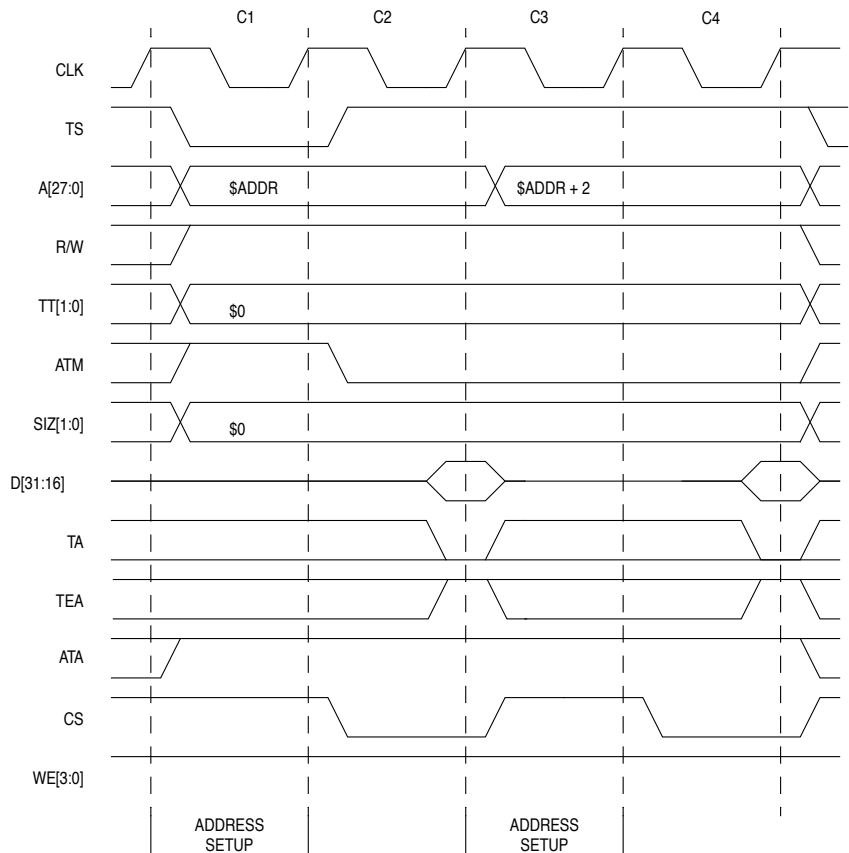 C1 C2 C3 C4
CLK
TS
A[27:0] $ADDR $ADDR + 2
R/W
TT[1:0] $0
ATM
SIZ[1:0] $0
D[31:16]
TA
TEA
ATA
CS
WE[3:0]
ADDRESS SETUP
ADDRESS SETUP